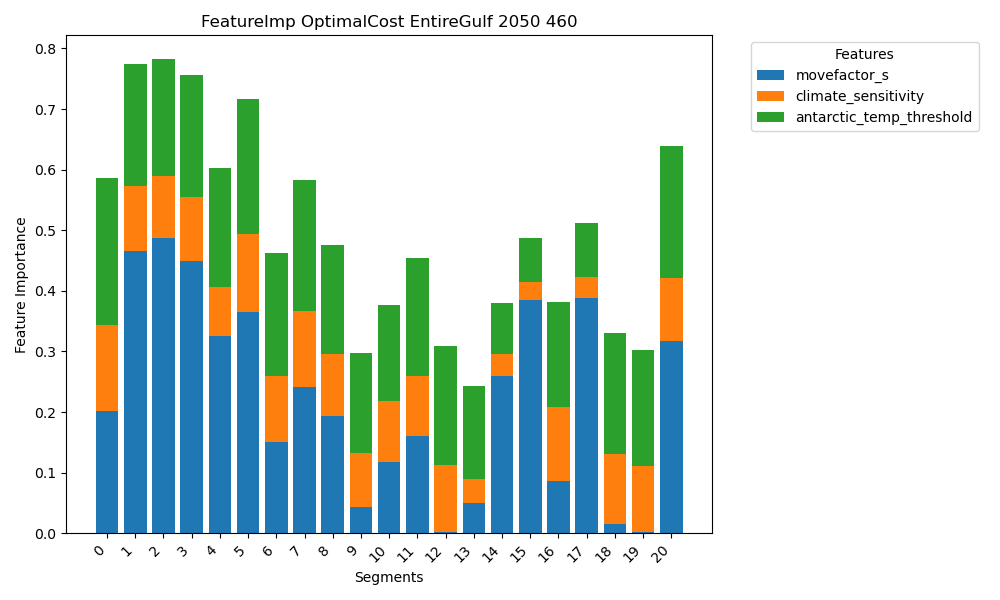 FeatureImp OptimalCost EntireGulf 2050 460
Features
movefactor_s
climate_sensitivity
antarctic_temp_threshold
Feature Importance
0.8
0.7
0.6
0.5
0.4
0.3
0.2
0.1
0.0
0 1 2 3 4 5 6 7 8 9 10 11 12 13 14 15 16 17 18 19 20
Segments